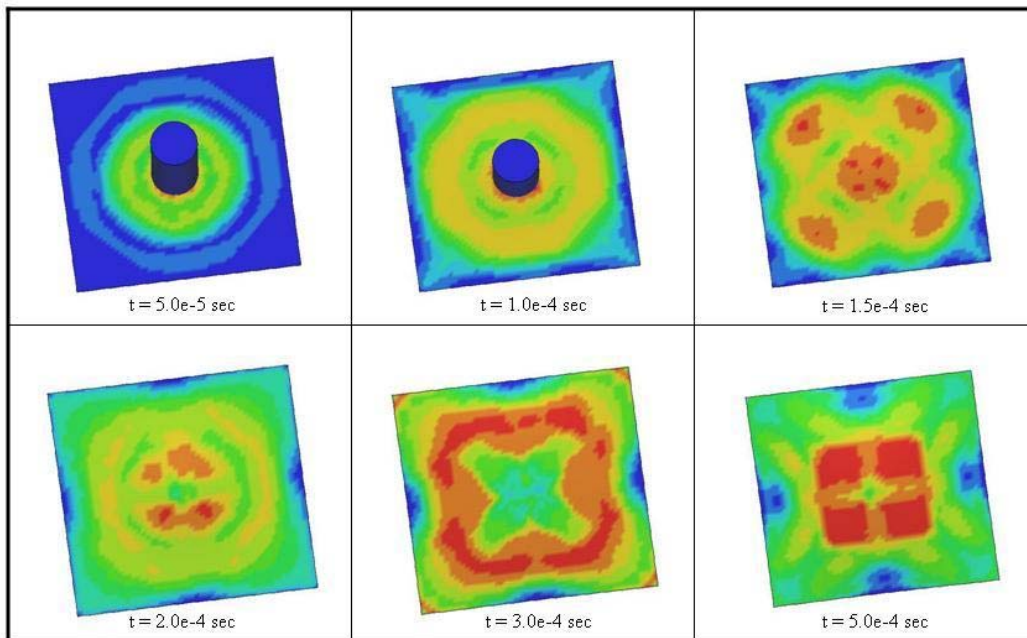 t = 5.0e-5 sec
t = 1.0e-4 sec
t = 1.5e-4 sec
t = 2.0e-4 sec
t = 3.0e-4 sec
t = 5.0e-4 sec